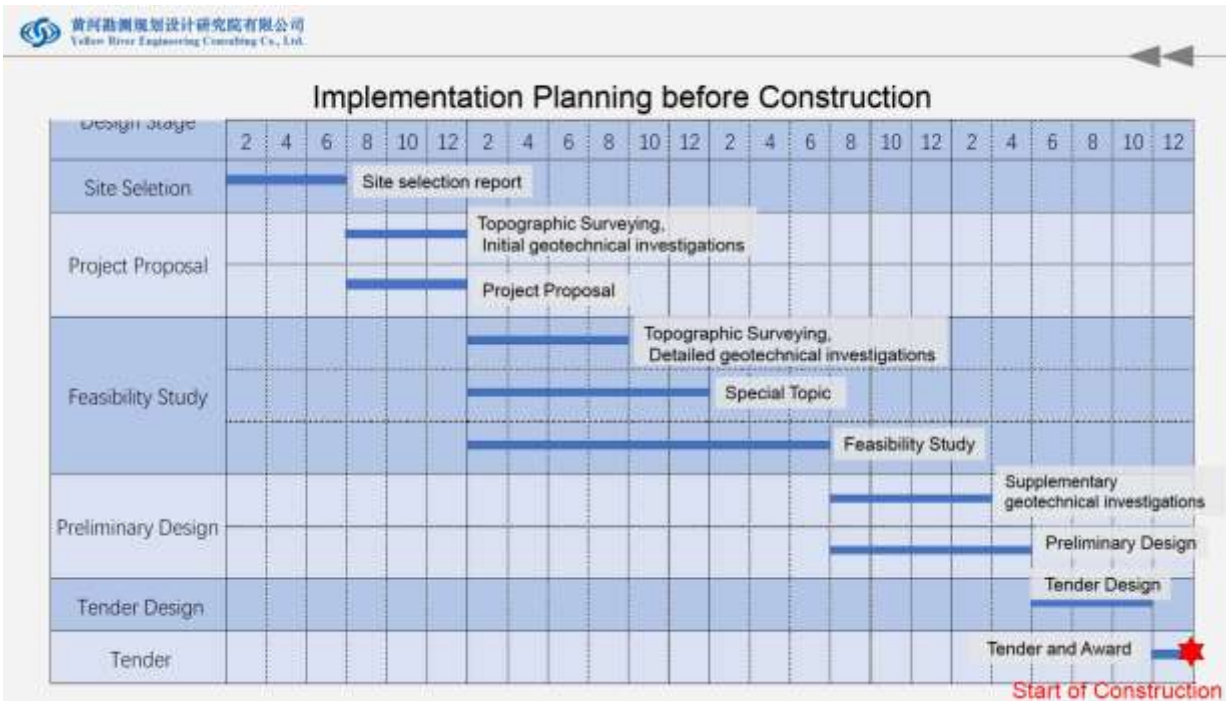 黄河勘测规划设计研究院有限公司
Yellow River Engineering Consulting Co., Ltd.
Implementation Planning before Construction
Design Stage
2 4 6 8 10 12 2 4 6 8 10 12 2 4 6 8 10 12 2 4 6 8 10 12
Site Seletion
Site selection report
Project Proposal
Topographic Surveying,
Initial geotechnical investigations
Project Proposal
Feasibility Study
Topographic Surveying,
Detailed geotechnical investigations
Special Topic
Feasibility Study
Preliminary Design
Supplementary
geotechnical investigations
Preliminary Design
Tender Design
Tender Design
Tender
Tender and Award
Start of Construction